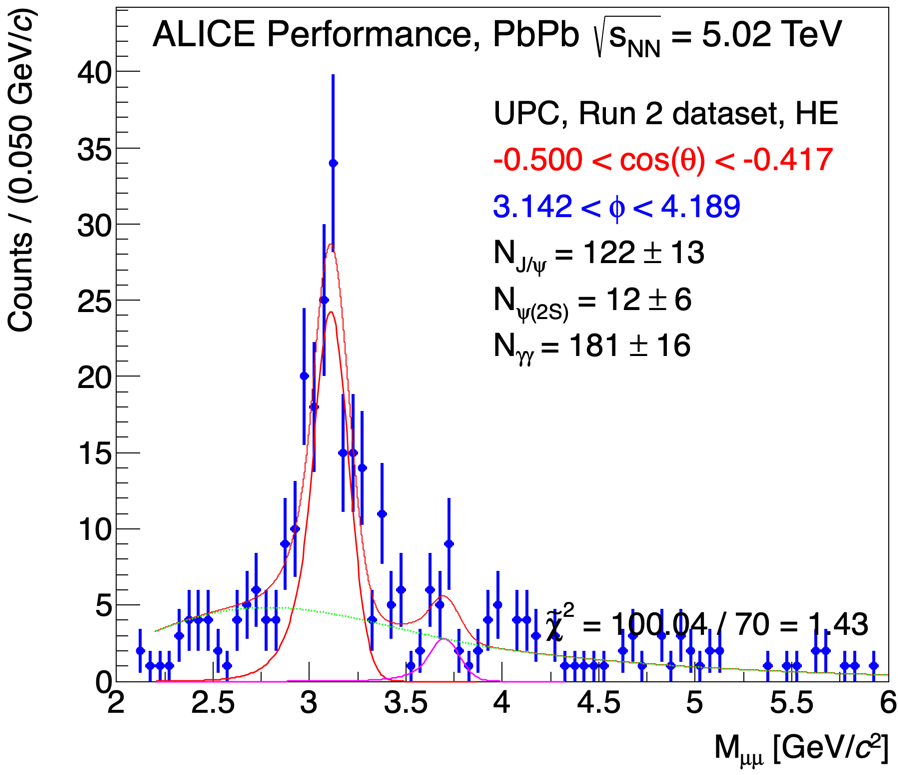 ALICE Performance, PbPb √s_NN = 5.02 TeV
UPC, Run 2 dataset, HE
-0.500 < cos(θ) < -0.417
3.142 < ϕ < 4.189
N_J/ψ = 122 ± 13
N_ψ(2S) = 12 ± 6
N_γγ = 181 ± 16
χ̃² = 100.04 / 70 = 1.43
Counts / (0.050 GeV/c)
40
35
30
25
20
15
10
5
0
2 2.5 3 3.5 4 4.5 5 5.5 6
M_μμ [GeV/c²]